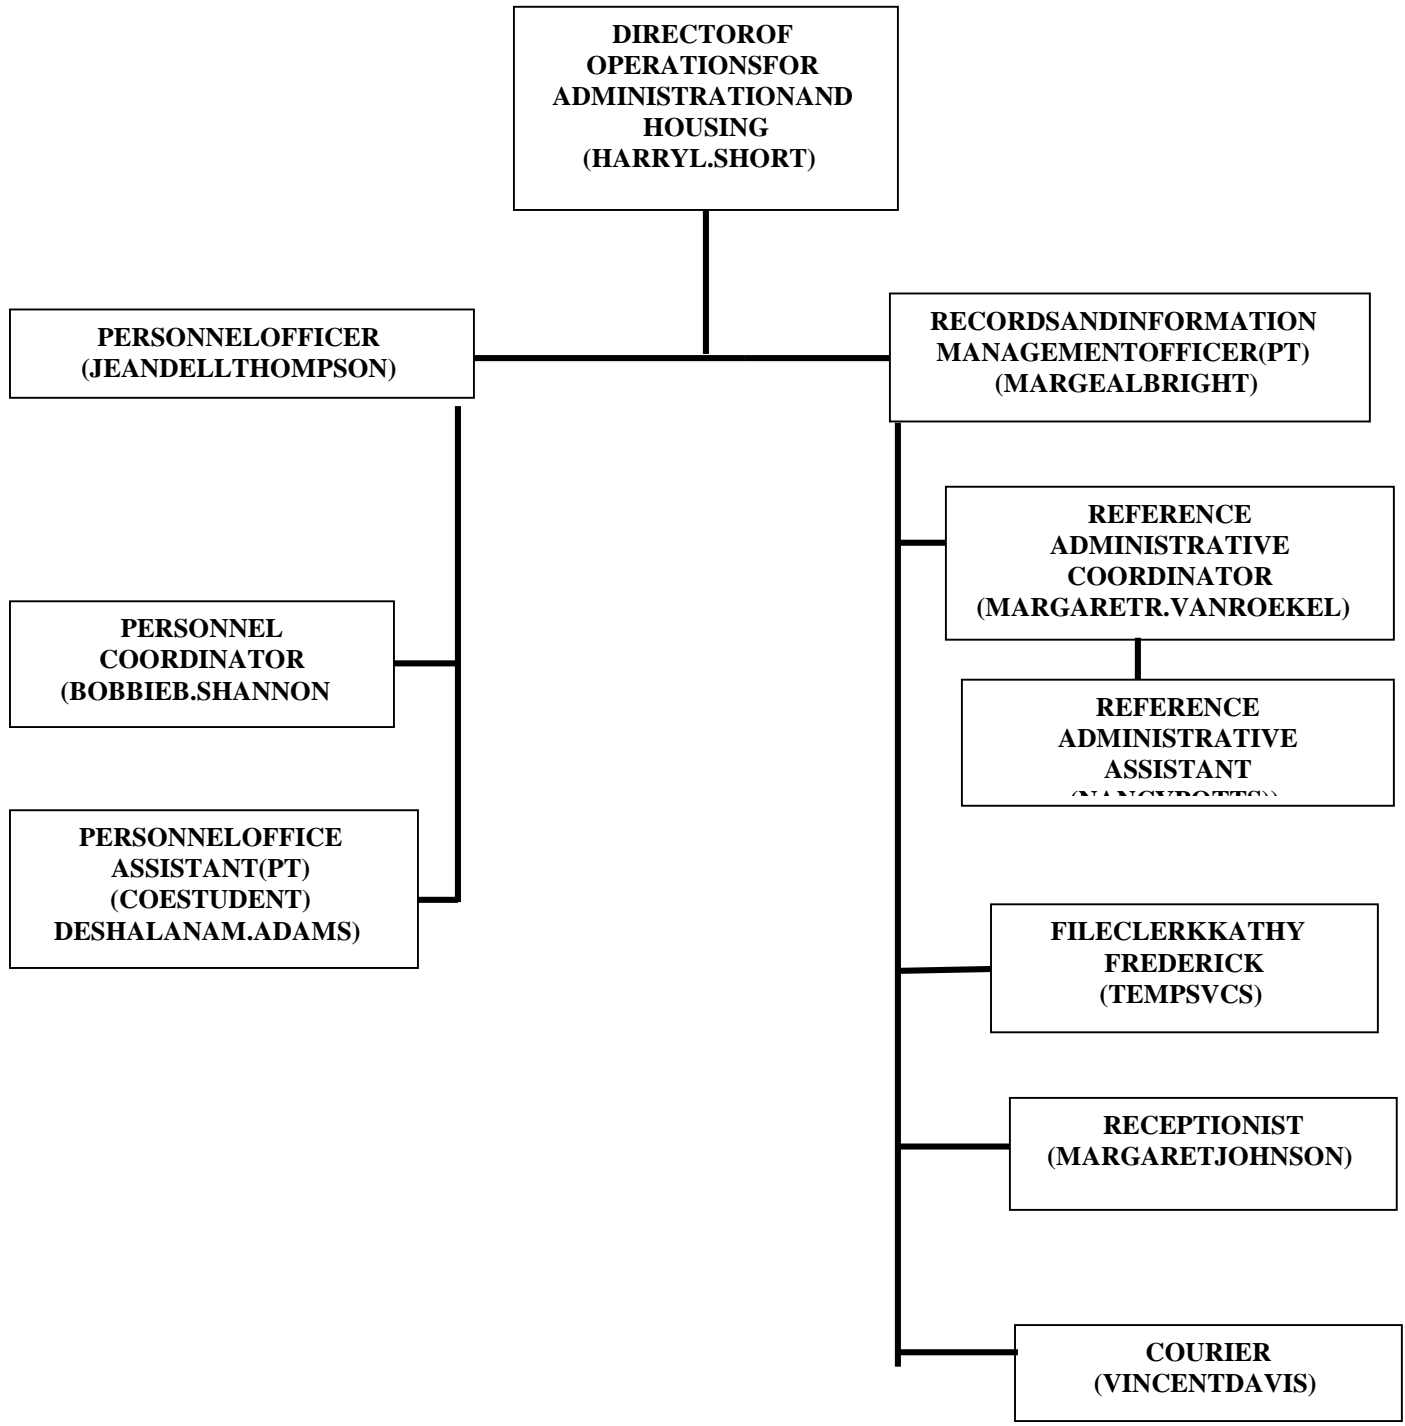 DIRECTOROF
OPERATIONSFOR
ADMINISTRATIONAND
HOUSING
(HARRYL.SHORT)
PERSONNELOFFICER
(JEANDELLTHOMPSON)
RECORDSANDINFORMATION
MANAGEMENTOFFICER(PT)
(MARGEALBRIGHT)
PERSONNEL
COORDINATOR
(BOBBIEB.SHANNON
PERSONNELOFFICE
ASSISTANT(PT)
(COESTUDENT)
DESHALANAM.ADAMS)
REFERENCE
ADMINISTRATIVE
COORDINATOR
(MARGARETR.VANROEKEL)
REFERENCE
ADMINISTRATIVE
ASSISTANT
(NANCYPOTTS))
FILECLERKKATHY
FREDERICK
(TEMPSVCS)
RECEPTIONIST
(MARGARETJOHNSON)
COURIER
(VINCENTDAVIS)